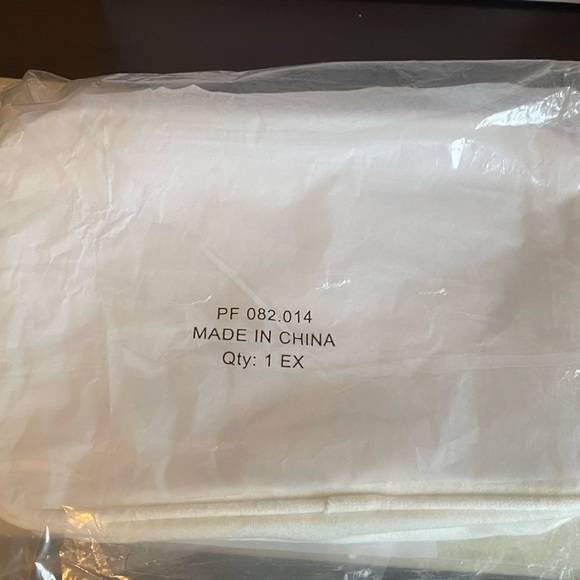 PF 082.014
MADE IN CHINA
Qty: 1 EX